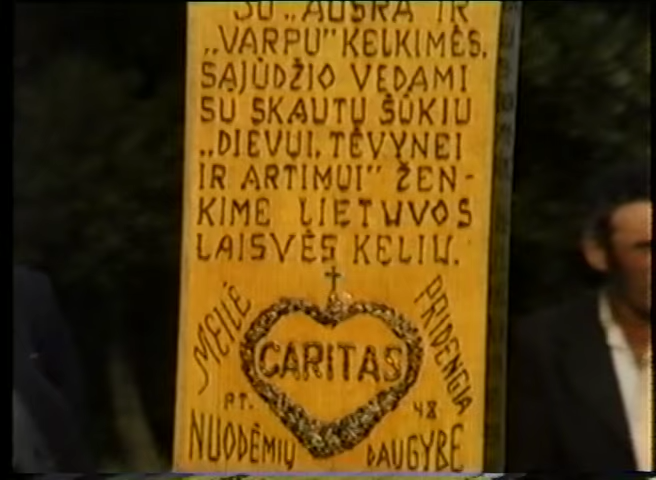 SU „AUŠRA IR
„VARPU" KELKIMĖS.
SĄJŪDŽIO VEDAMI
SU SKAUTŲ ŠŪKIU
„DIEVUI, TĖVYNEI
IR ARTIMUI" ŽEN-
KIME LIETUVOS
LAISVĖS KELIU.
MEILĖ
CARITAS
PRIDENGIA
PT. 48
NUODĖMIŲ DAUGYBĘ